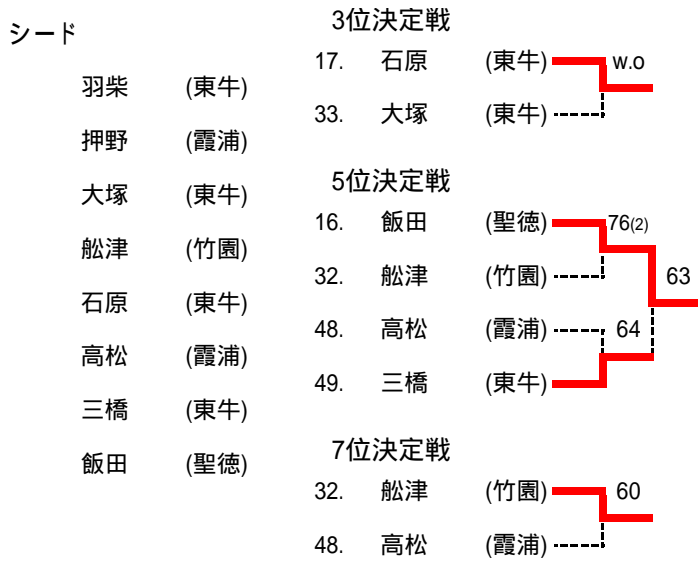 シード
羽柴 (東牛)
押野 (霞浦)
大塚 (東牛)
舩津 (竹園)
石原 (東牛)
高松 (霞浦)
三橋 (東牛)
飯田 (聖徳)
3位決定戦
17. 石原 (東牛) w.o
33. 大塚 (東牛)
5位決定戦
16. 飯田 (聖徳) 76(2)
32. 舩津 (竹園) 63
48. 高松 (霞浦) 64
49. 三橋 (東牛)
7位決定戦
32. 舩津 (竹園) 60
48. 高松 (霞浦)